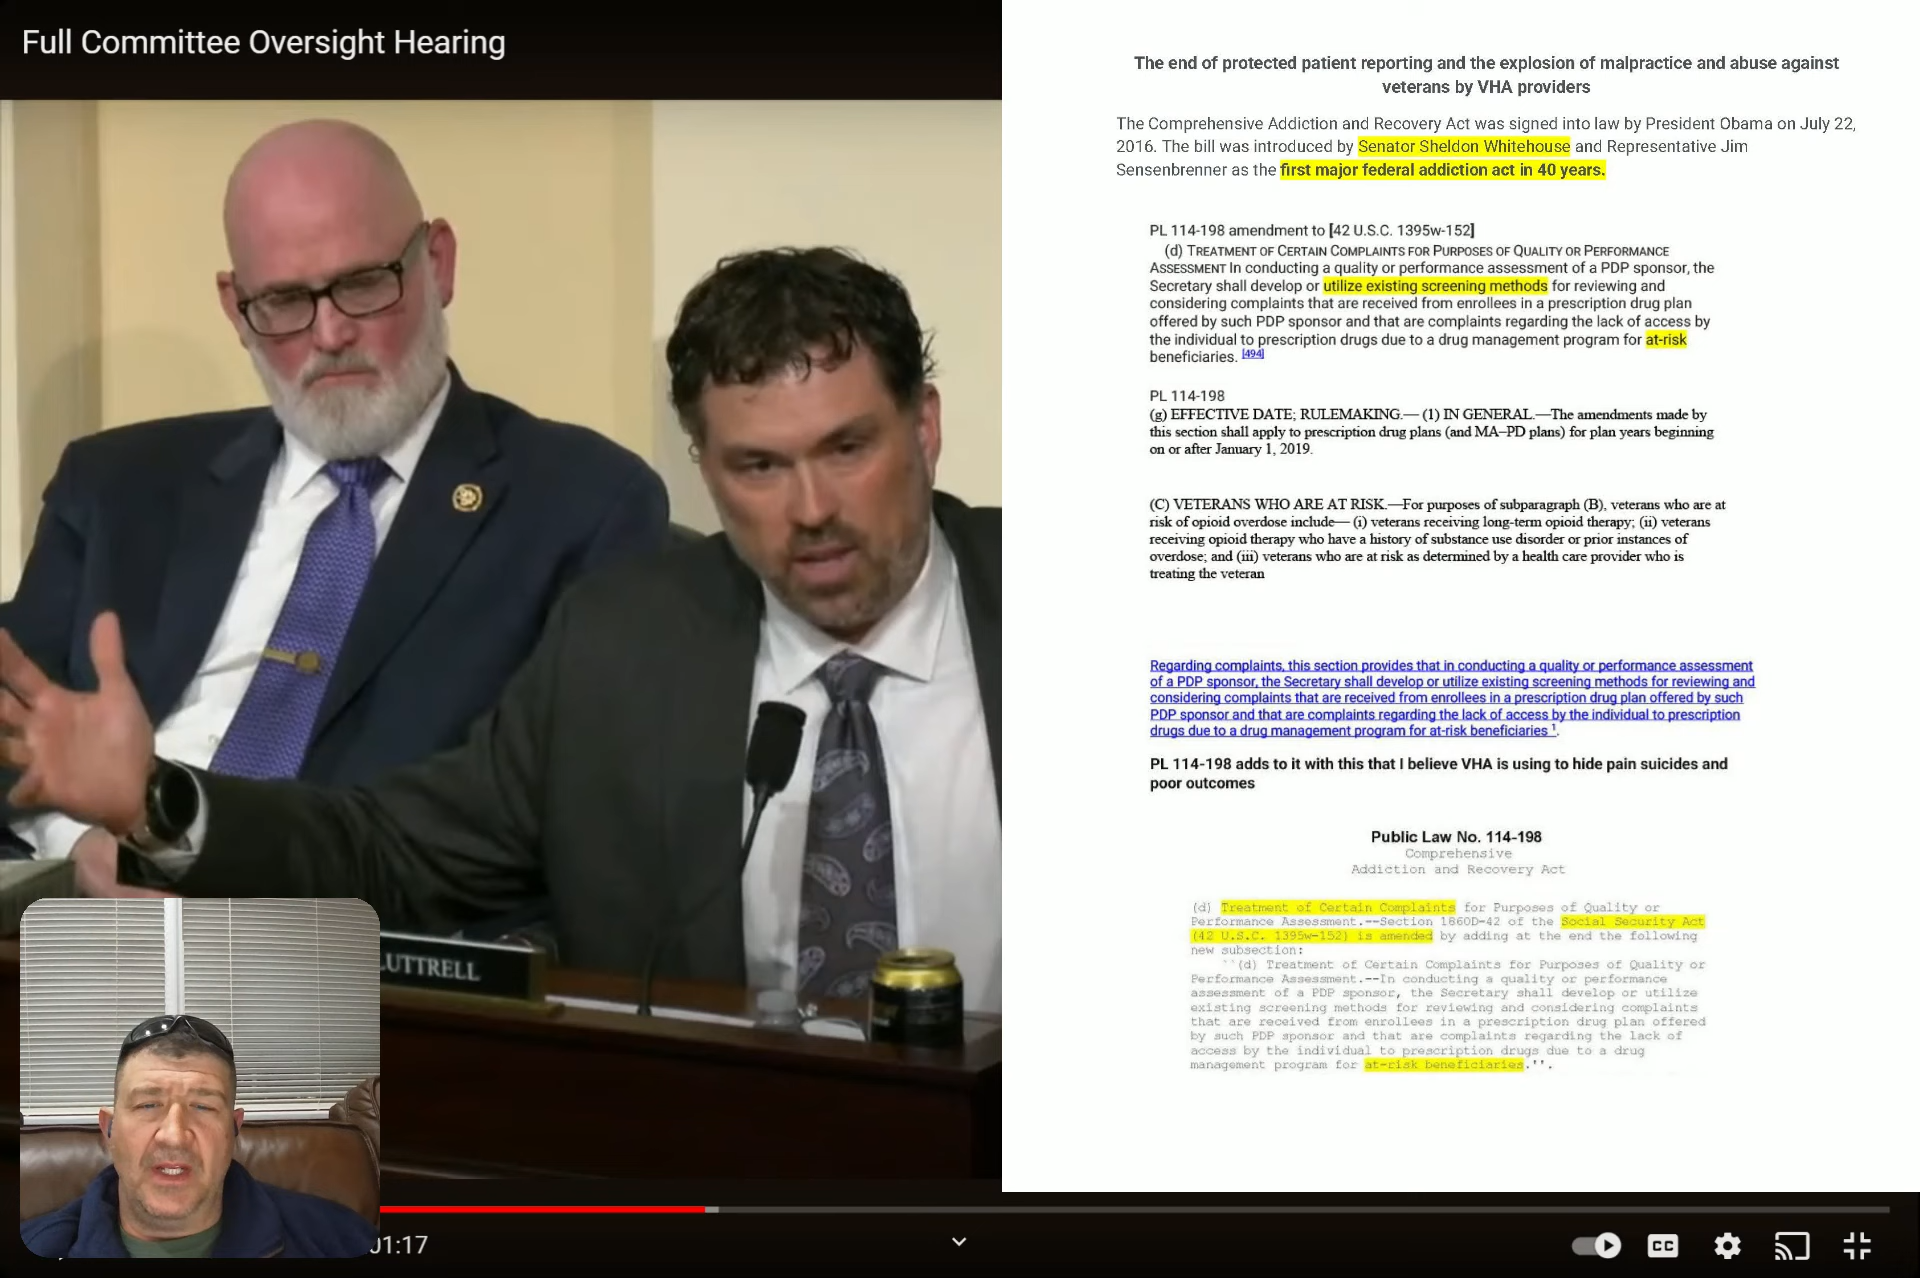 Full Committee Oversight Hearing
The end of protected patient reporting and the explosion of malpractice and abuse against
veterans by VHA providers
The Comprehensive Addiction and Recovery Act was signed into law by President Obama on July 22,
2016. The bill was introduced by Senator Sheldon Whitehouse and Representative Jim
Sensenbrenner as the first major federal addiction act in 40 years.
PL 114-198 amendment to [42 U.S.C. 1395w-152]
(d) TREATMENT OF CERTAIN COMPLAINTS FOR PURPOSES OF QUALITY OR PERFORMANCE
ASSESSMENT In conducting a quality or performance assessment of a PDP sponsor, the
Secretary shall develop or utilize existing screening methods for reviewing and
considering complaints that are received from enrollees in a prescription drug plan
offered by such PDP sponsor and that are complaints regarding the lack of access by
the individual to prescription drugs due to a drug management program for at-risk
beneficiaries. [494]
PL 114-198
(g) EFFECTIVE DATE; RULEMAKING.— (1) IN GENERAL.—The amendments made by
this section shall apply to prescription drug plans (and MA–PD plans) for plan years beginning
on or after January 1, 2019.
(C) VETERANS WHO ARE AT RISK.—For purposes of subparagraph (B), veterans who are at
risk of opioid overdose include— (i) veterans receiving long-term opioid therapy; (ii) veterans
receiving opioid therapy who have a history of substance use disorder or prior instances of
overdose; and (iii) veterans who are at risk as determined by a health care provider who is
treating the veteran
Regarding complaints, this section provides that in conducting a quality or performance assessment
of a PDP sponsor, the Secretary shall develop or utilize existing screening methods for reviewing and
considering complaints that are received from enrollees in a prescription drug plan offered by such
PDP sponsor and that are complaints regarding the lack of access by the individual to prescription
drugs due to a drug management program for at-risk beneficiaries 1.
PL 114-198 adds to it with this that I believe VHA is using to hide pain suicides and
poor outcomes
Public Law No. 114-198
Comprehensive
Addiction and Recovery Act
(d) Treatment of Certain Complaints for Purposes of Quality or
Performance Assessment.--Section 1860D-42 of the Social Security Act
(42 U.S.C. 1395w-152) is amended by adding at the end the following
new subsection:
``(d) Treatment of Certain Complaints for Purposes of Quality or
Performance Assessment.--In conducting a quality or performance
assessment of a PDP sponsor, the Secretary shall develop or utilize
existing screening methods for reviewing and considering complaints
that are received from enrollees in a prescription drug plan offered
by such PDP sponsor and that are complaints regarding the lack of
access by the individual to prescription drugs due to a drug
management program for at-risk beneficiaries.''.
LUTTRELL
01:17
CC